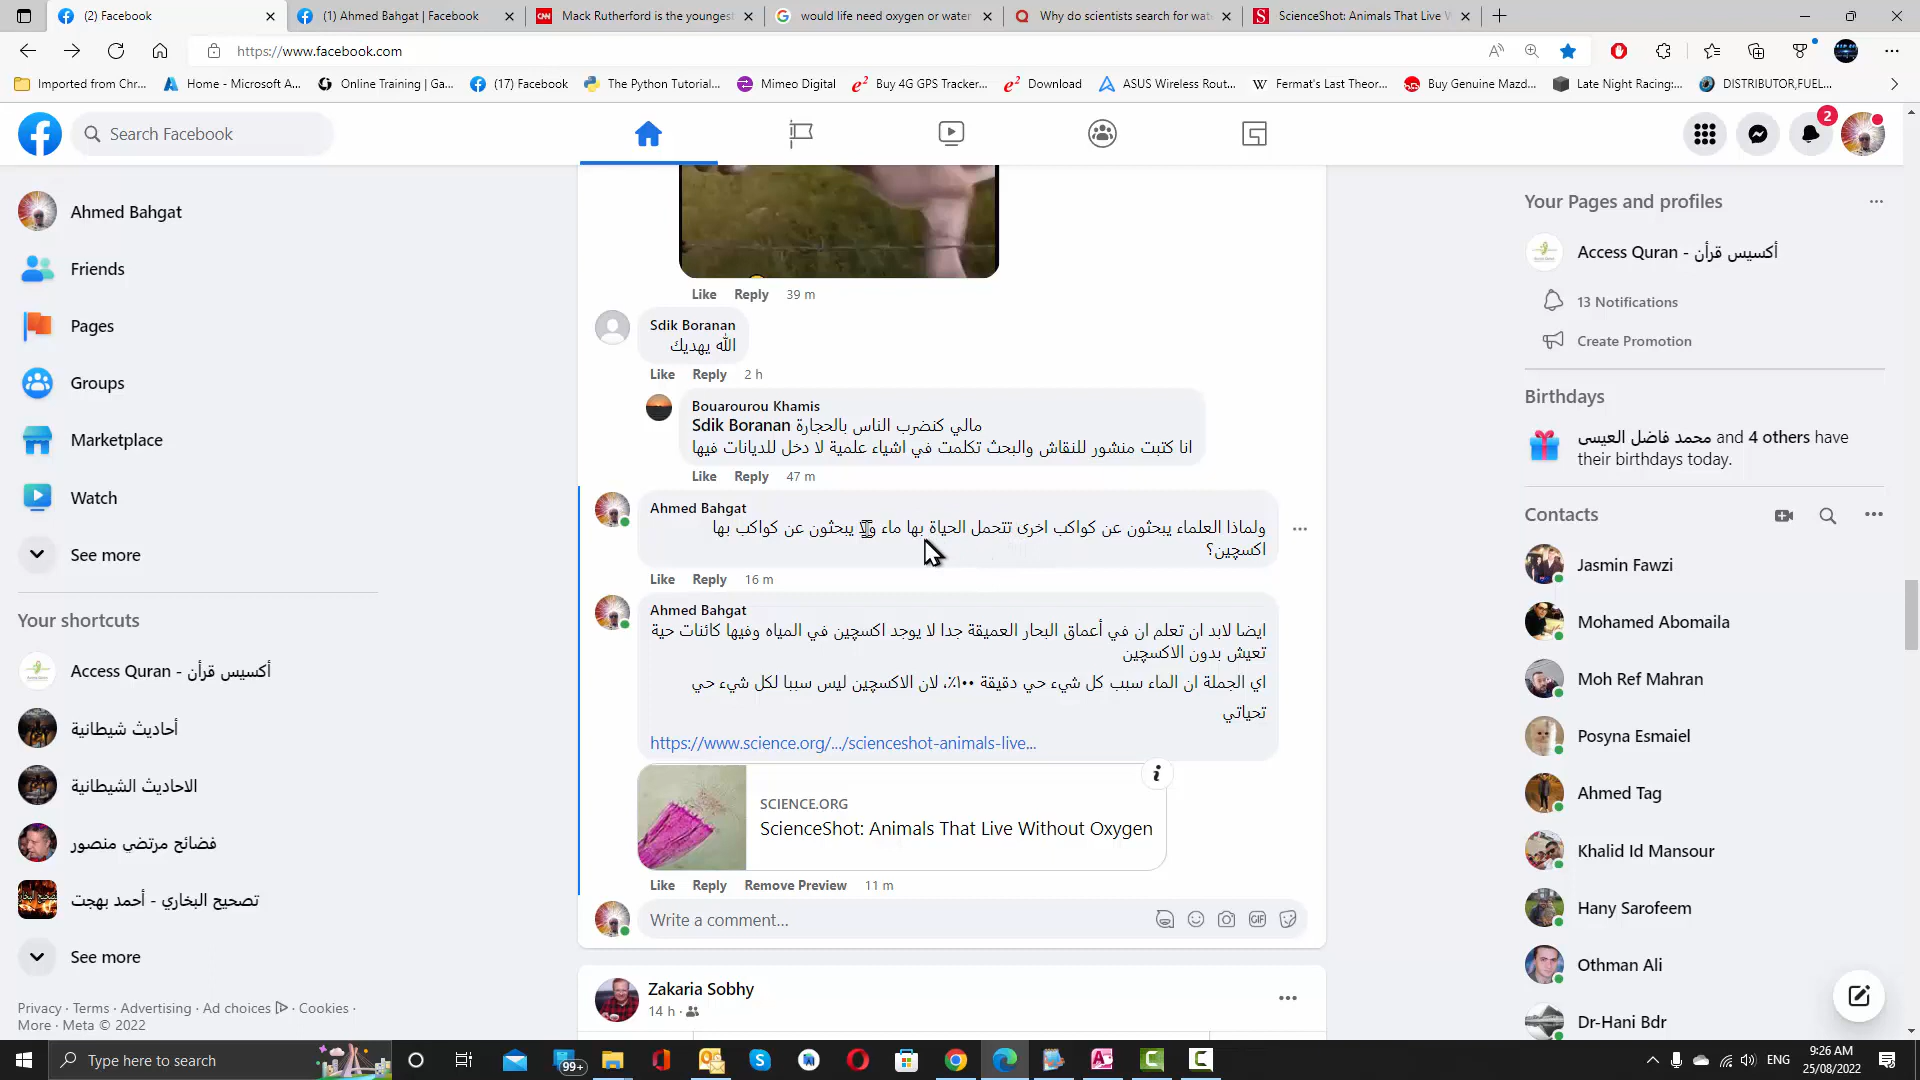 (2) Facebook
(1) Ahmed Bahgat | Facebook
Mack Rutherford is the youngest
would life need oxygen or water
Why do scientists search for wat
ScienceShot: Animals That Live W
https://www.facebook.com
Imported from Chr...
Home - Microsoft A...
Online Training | Ga...
(17) Facebook
The Python Tutorial...
Mimeo Digital
Buy 4G GPS Tracker...
Download
ASUS Wireless Rout...
Fermat's Last Theor...
Buy Genuine Mazd...
Late Night Racing:...
DISTRIBUTOR,FUEL...
Search Facebook
2
Ahmed Bahgat
Friends
Pages
Groups
Marketplace
Watch
See more
Your shortcuts
Access Quran - أكسيس قرأن
أحاديث شيطانية
الاحاديث الشيطانية
فضائح مرتضي منصور
تصحيح البخاري - أحمد بهجت
See more
Privacy · Terms · Advertising · Ad choices · Cookies ·
More · Meta © 2022
Like Reply 39 m
Sdik Boranan
الله يهديك
Like Reply 2 h
Bouarourou Khamis
Sdik Boranan مالي كنضرب الناس بالحجارة
انا كتبت منشور للنقاش والبحث تكلمت في اشياء علمية لا دخل للديانات فيها
Like Reply 47 m
Ahmed Bahgat
ولماذا العلماء يبحثون عن كواكب اخرى تتحمل الحياة بها ماء ولا يبحثون عن كواكب بها
اكسچين؟
Like Reply 16 m
Ahmed Bahgat
ايضا لابد ان تعلم ان في أعماق البحار العميقة جدا لا يوجد اكسچين في المياه وفيها كائنات حية
تعيش بدون الاكسچين
اي الجملة ان الماء سبب كل شيء حي دقيقة ١٠٠٪، لان الاكسچين ليس سببا لكل شيء حي
تحياتي
https://www.science.org/.../scienceshot-animals-live...
SCIENCE.ORG
ScienceShot: Animals That Live Without Oxygen
Like Reply Remove Preview 11 m
Write a comment...
GIF
Zakaria Sobhy
14 h ·
Your Pages and profiles
Access Quran - أكسيس قرأن
13 Notifications
Create Promotion
Birthdays
محمد فاضل العيسى and 4 others have
their birthdays today.
Contacts
Jasmin Fawzi
Mohamed Abomaila
Moh Ref Mahran
Posyna Esmaiel
Ahmed Tag
Khalid Id Mansour
Hany Sarofeem
Othman Ali
Dr-Hani Bdr
Type here to search
99+
ENG
9:26 AM
25/08/2022